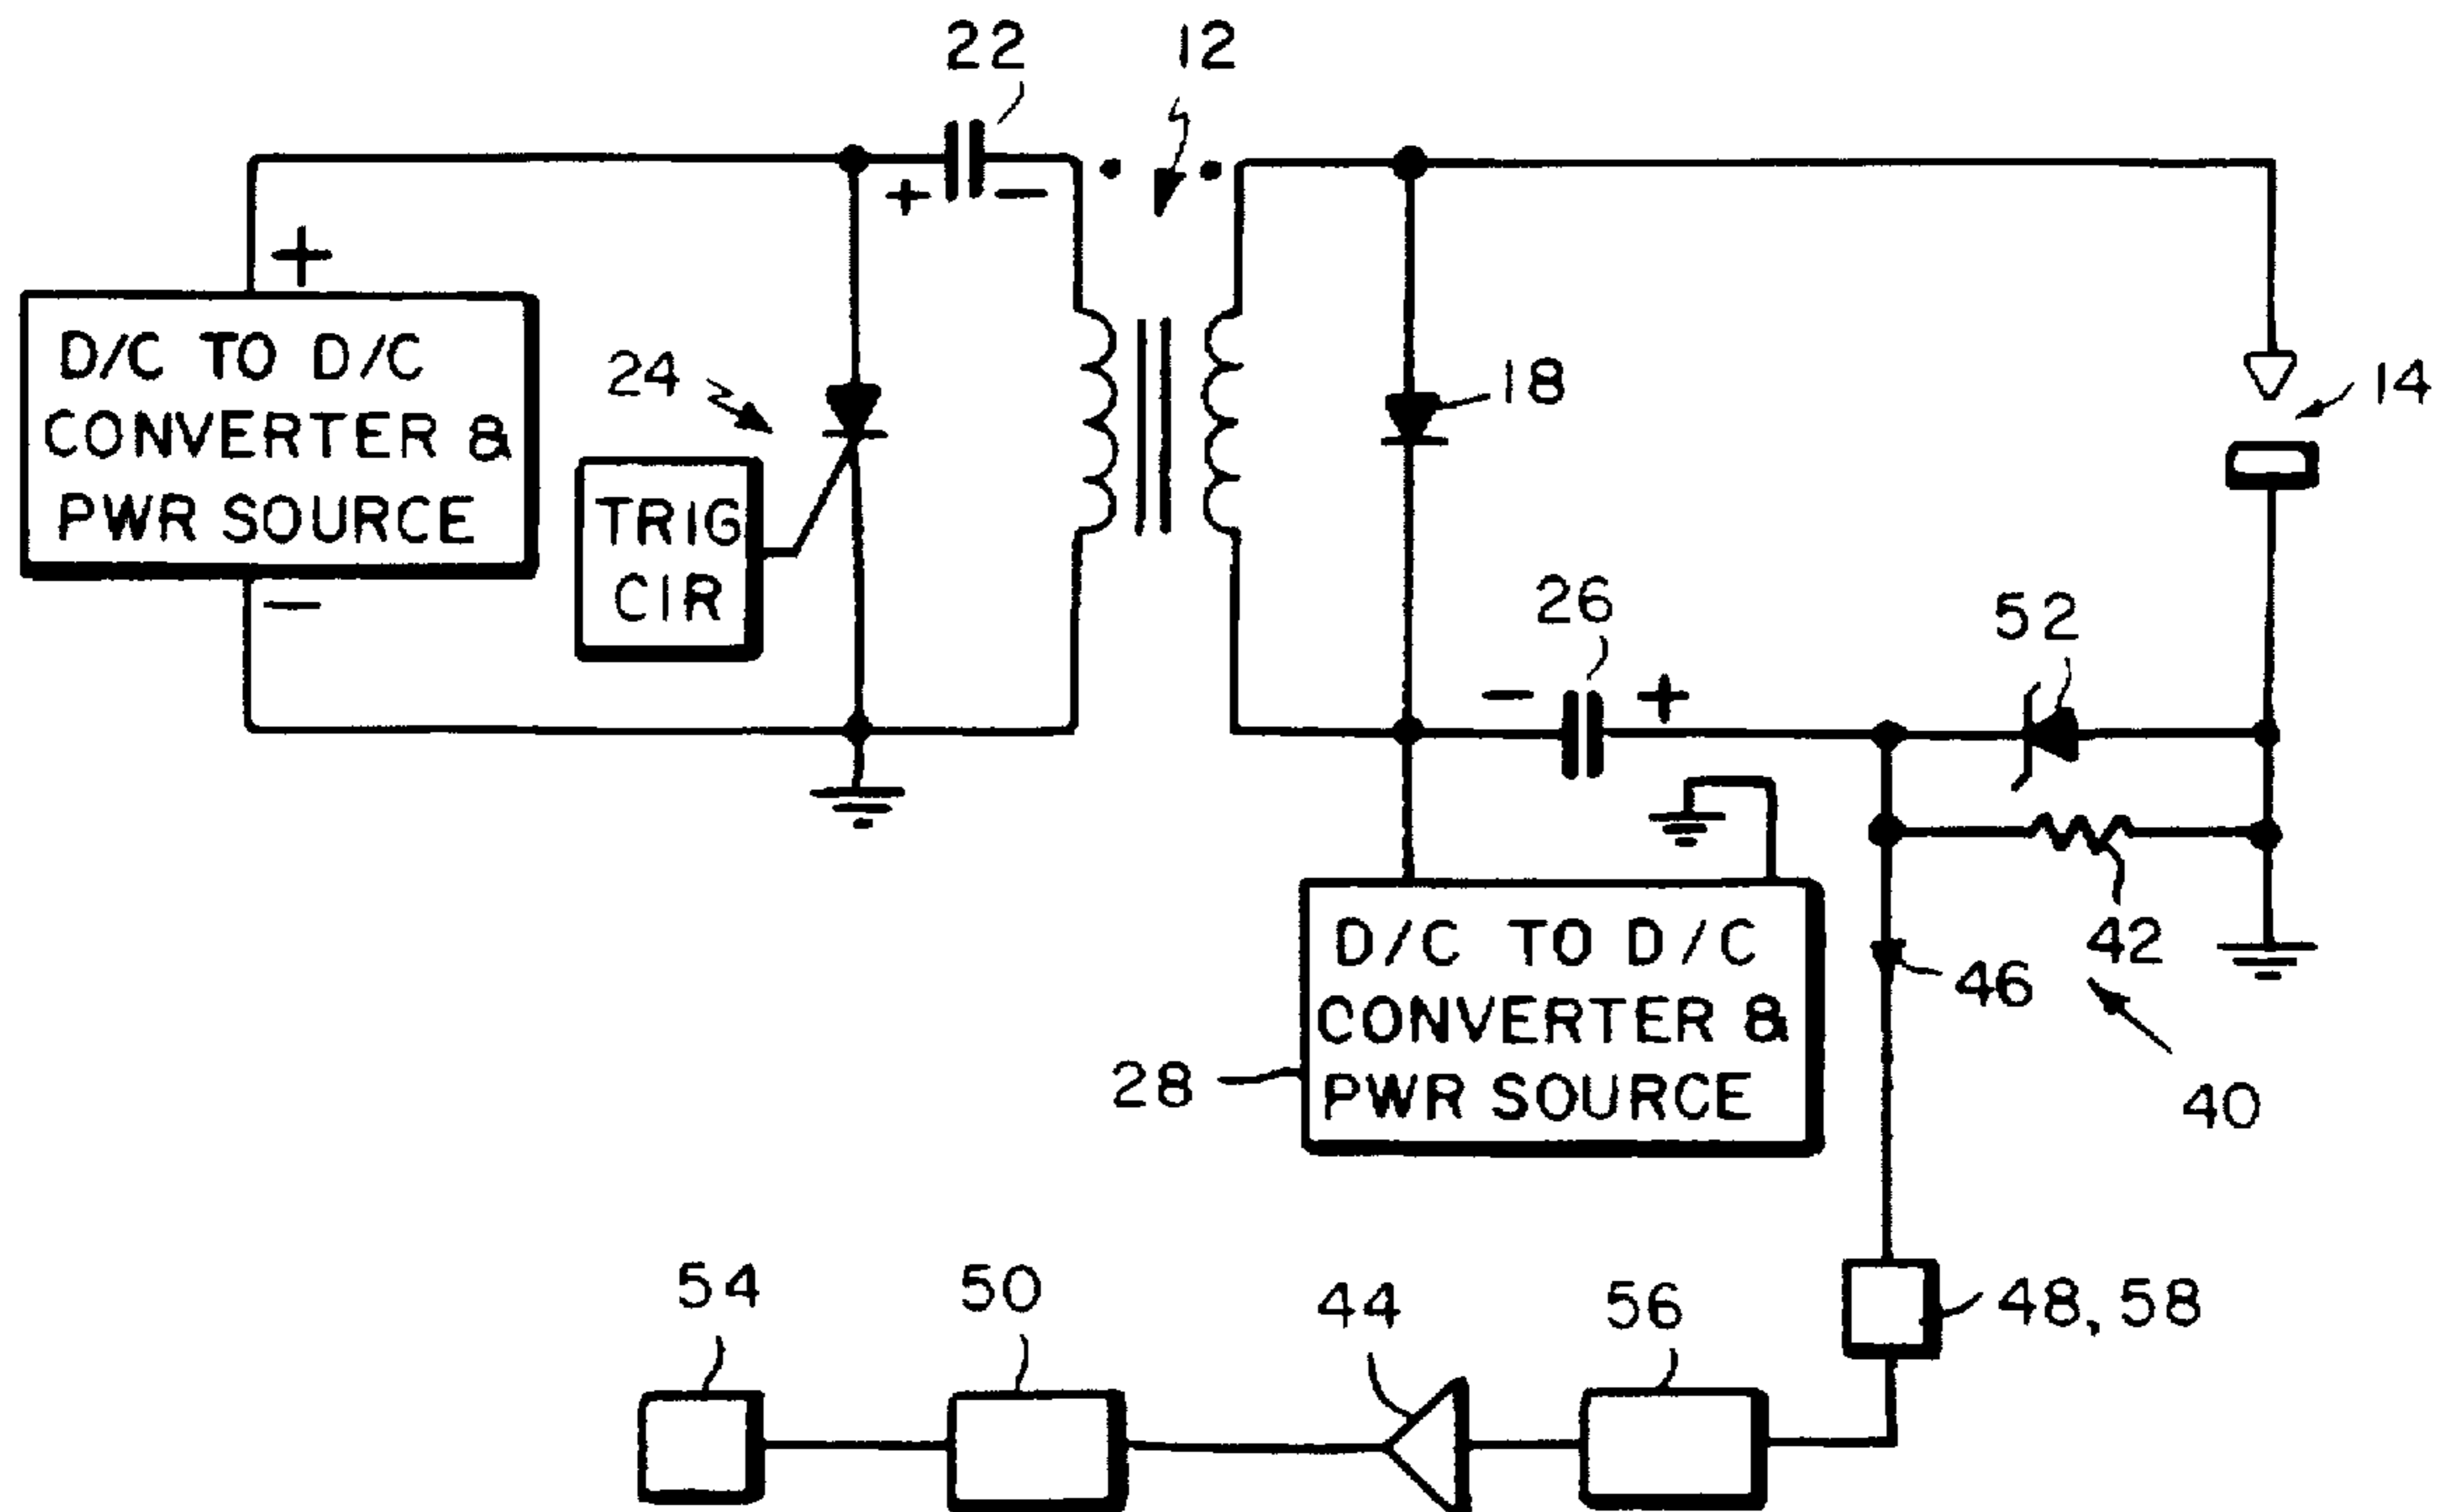 22
12
+
-
+
D/C TO D/C
CONVERTER &
PWR SOURCE
-
24
TRIG
CIR
18
14
26
-
+
52
D/C TO D/C
CONVERTER &
PWR SOURCE
28
42
46
40
54
50
44
56
48, 58